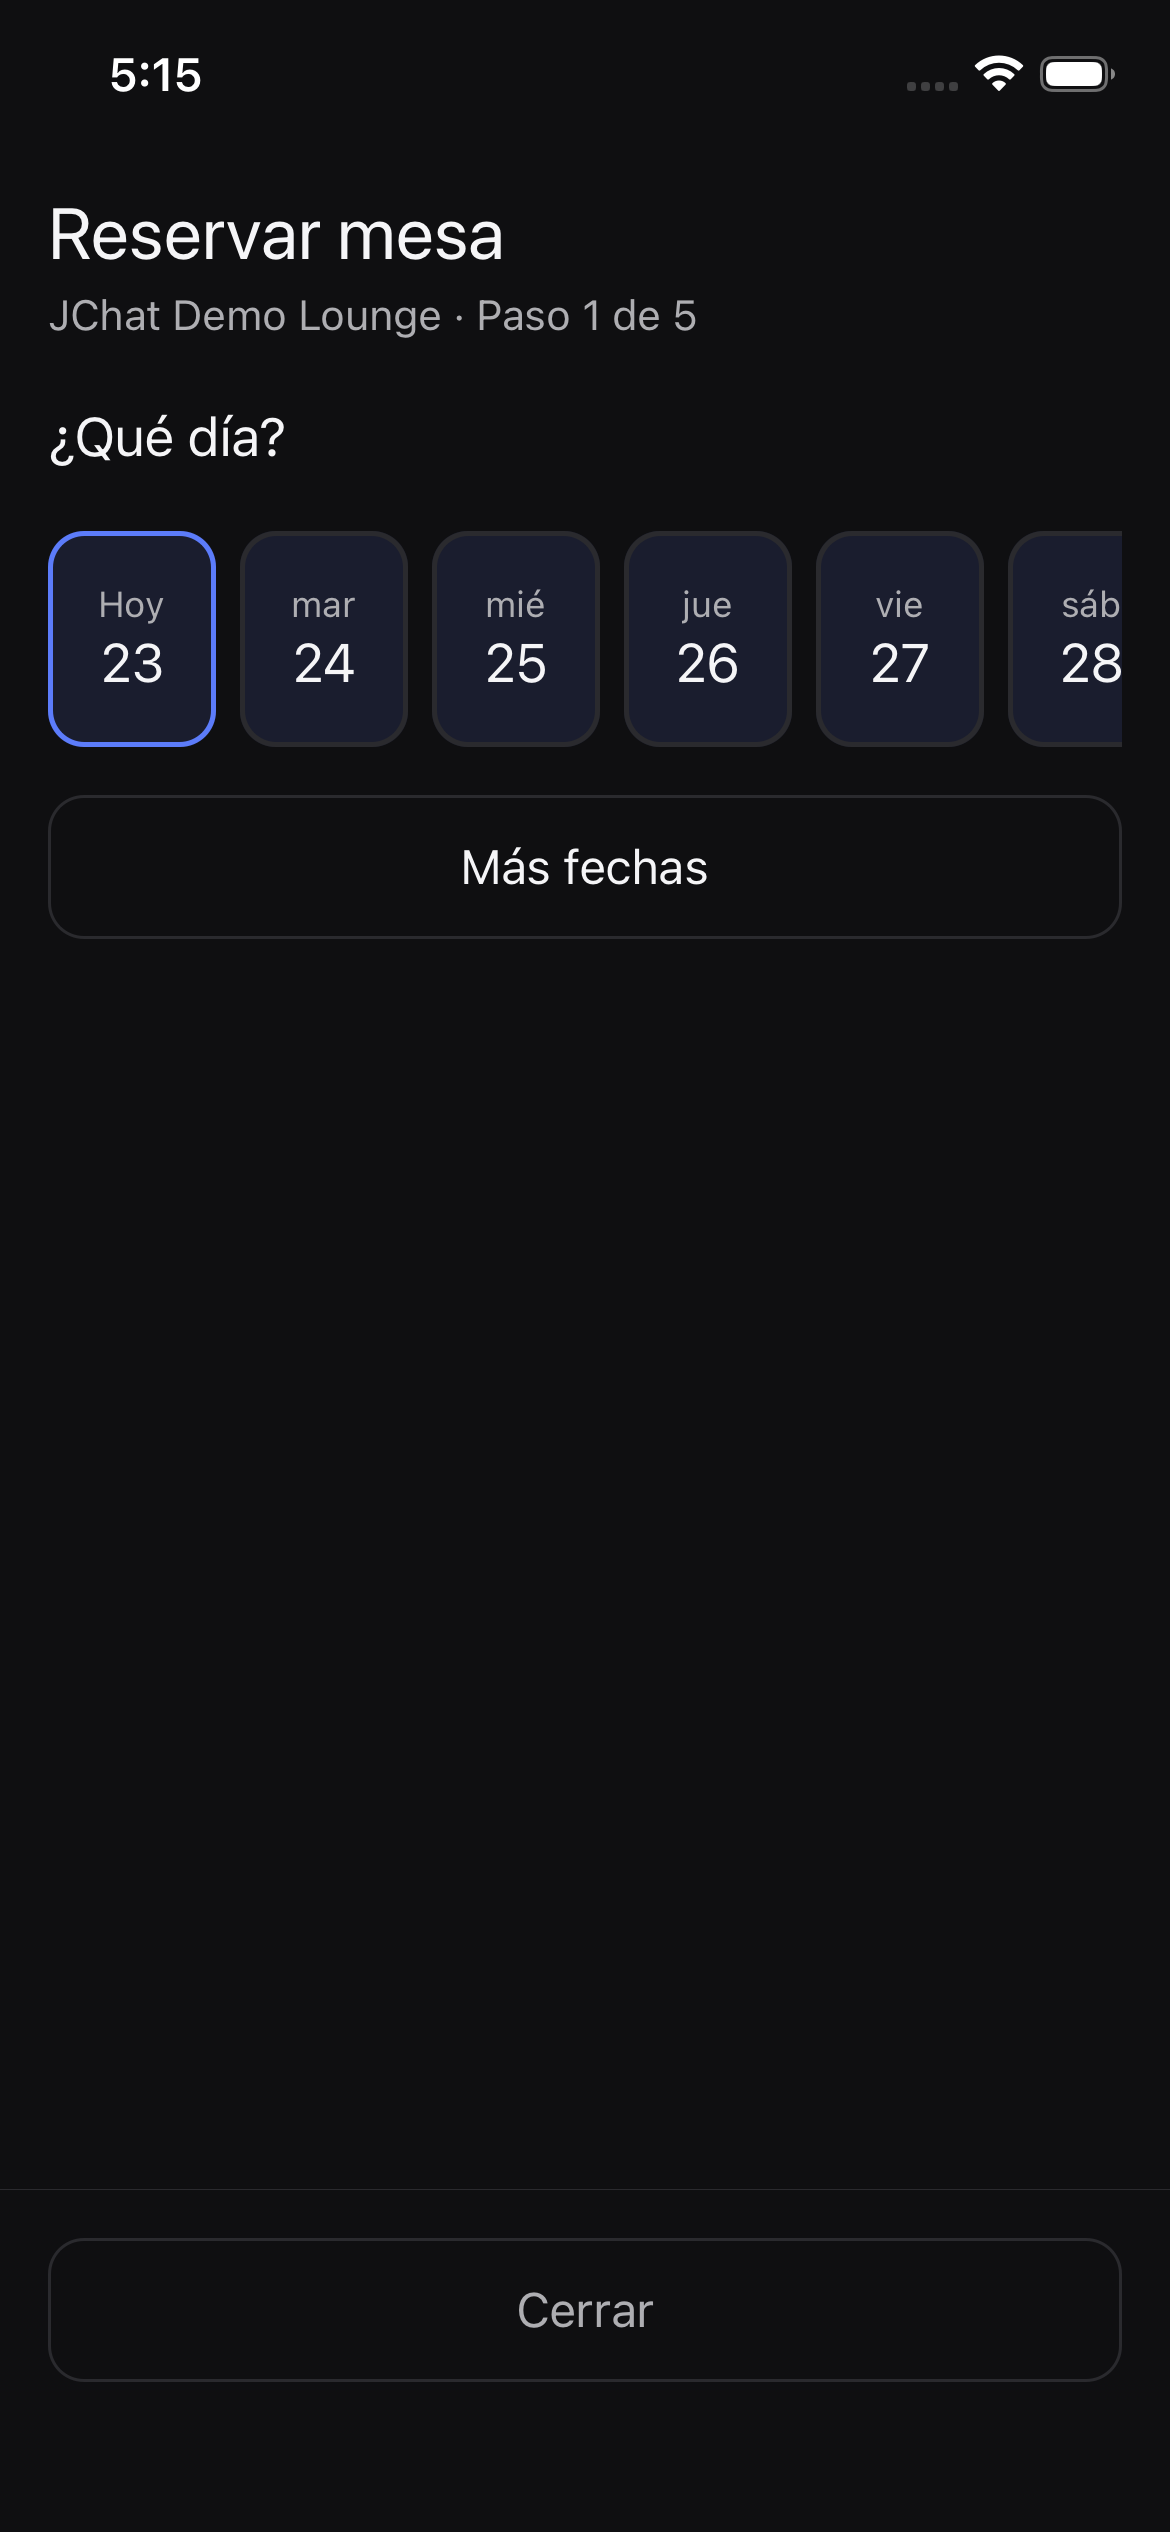 5:15
Reservar mesa
JChat Demo Lounge · Paso 1 de 5
¿Qué día?
Hoy mar mié jue vie sáb
23 24 25 26 27 28
Más fechas
Cerrar